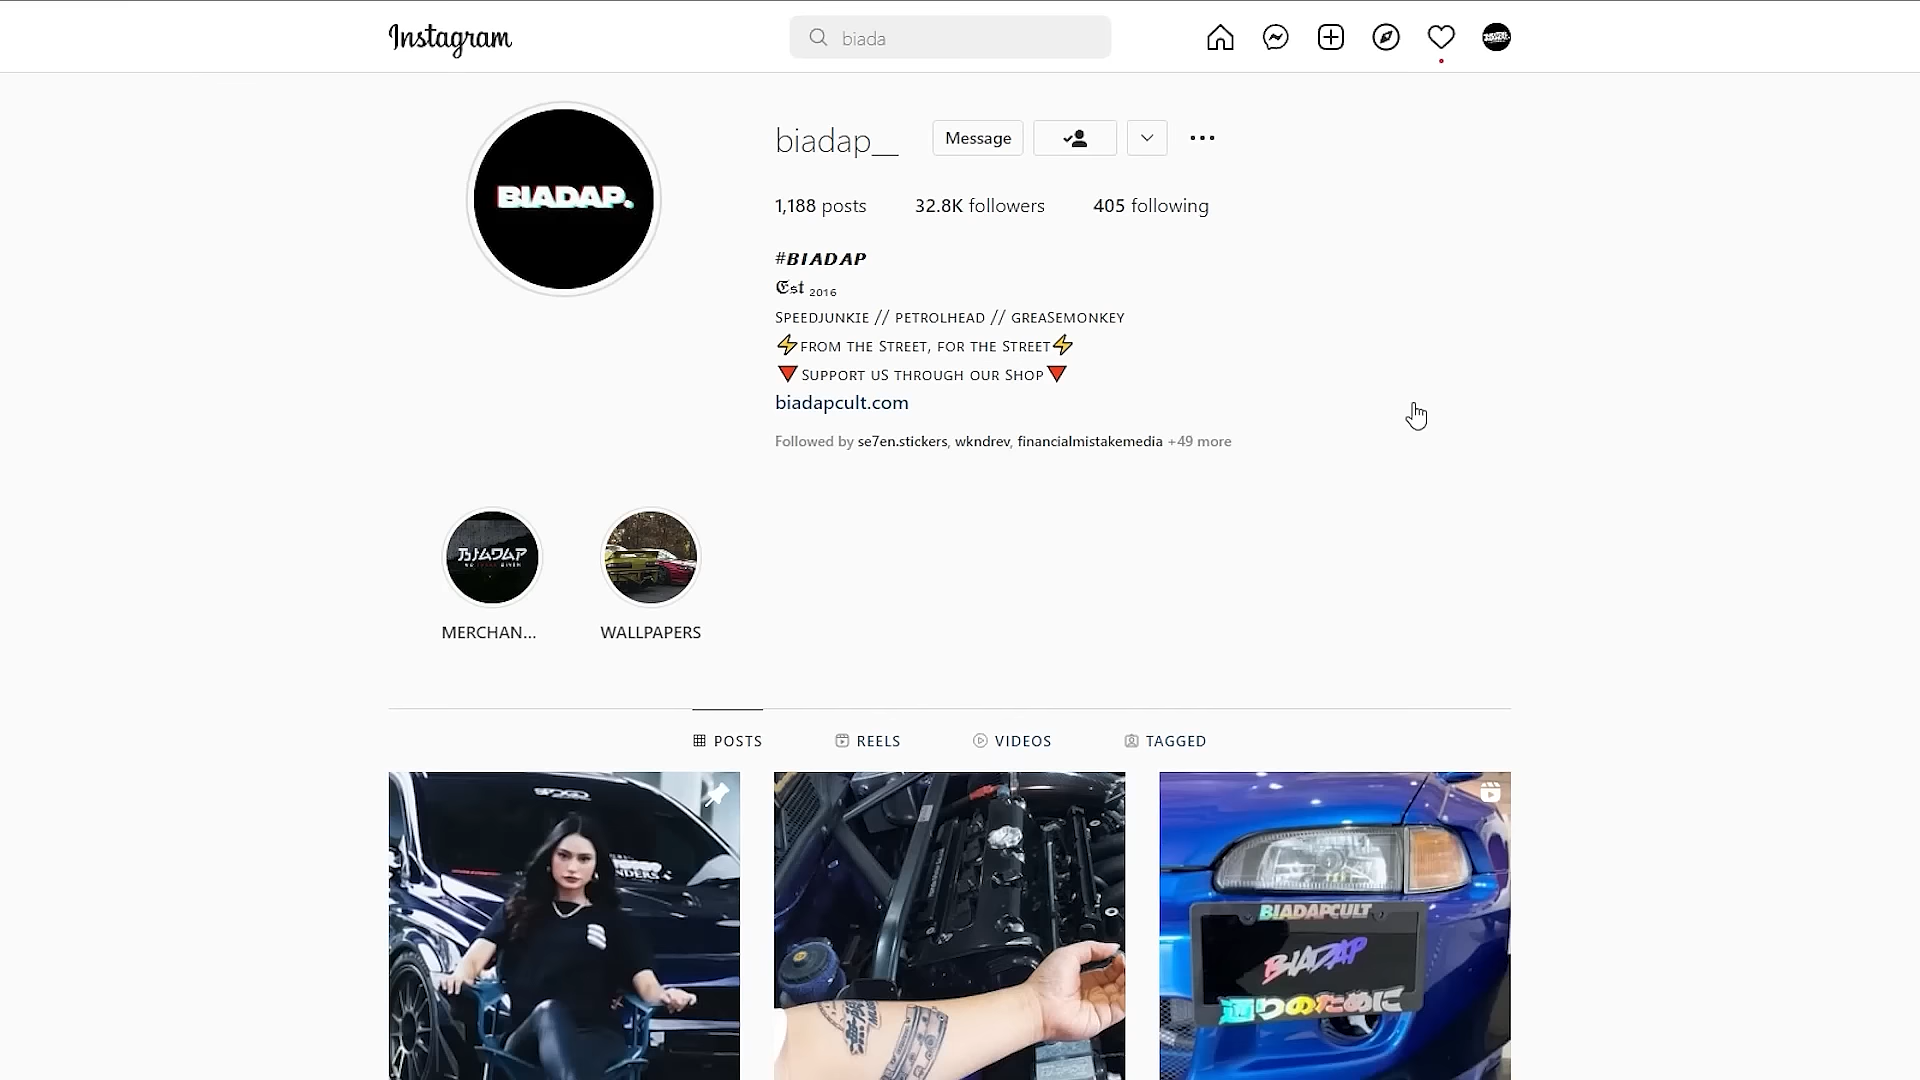 Instagram
biada
BIADAP.
biadap__
Message
1,188 posts
32.8K followers
405 following
#BIADAP
Est 2016
SPEEDJUNKIE // PETROLHEAD // GREASEMONKEY
⚡FROM THE STREET, FOR THE STREET⚡
🔻SUPPORT US THROUGH OUR SHOP🔻
biadapcult.com
Followed by se7en.stickers, wkndrev, financialmistakemedia +49 more
MERCHAN...
WALLPAPERS
POSTS
REELS
VIDEOS
TAGGED
BIADAPCULT
BIADAP
通りのために